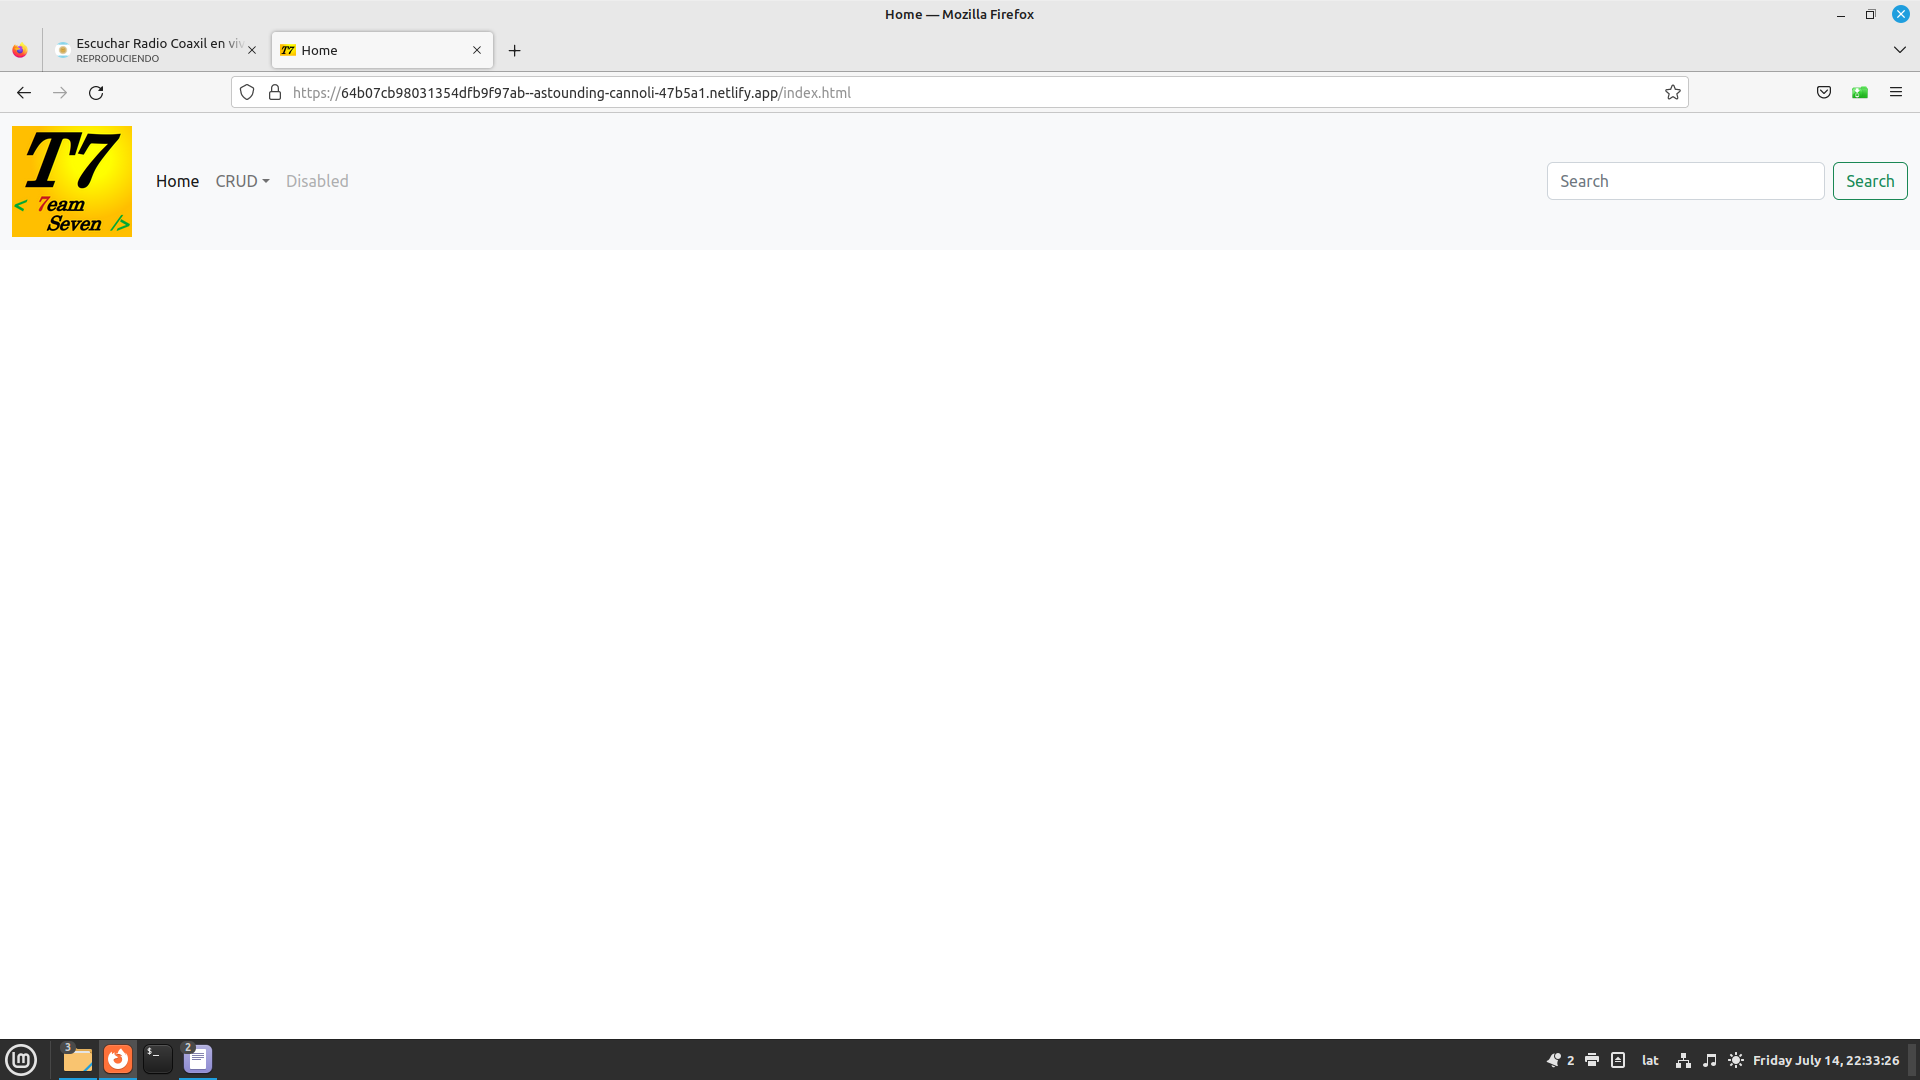 Home — Mozilla Firefox
Escuchar Radio Coaxil en viv
REPRODUCIENDO
T7 Home
https://64b07cb98031354dfb9f97ab--astounding-cannoli-47b5a1.netlify.app/index.html
T7
< 7eam
Seven />
Home CRUD Disabled
Search Search
3 $_ 2
2 lat Friday July 14, 22:33:26